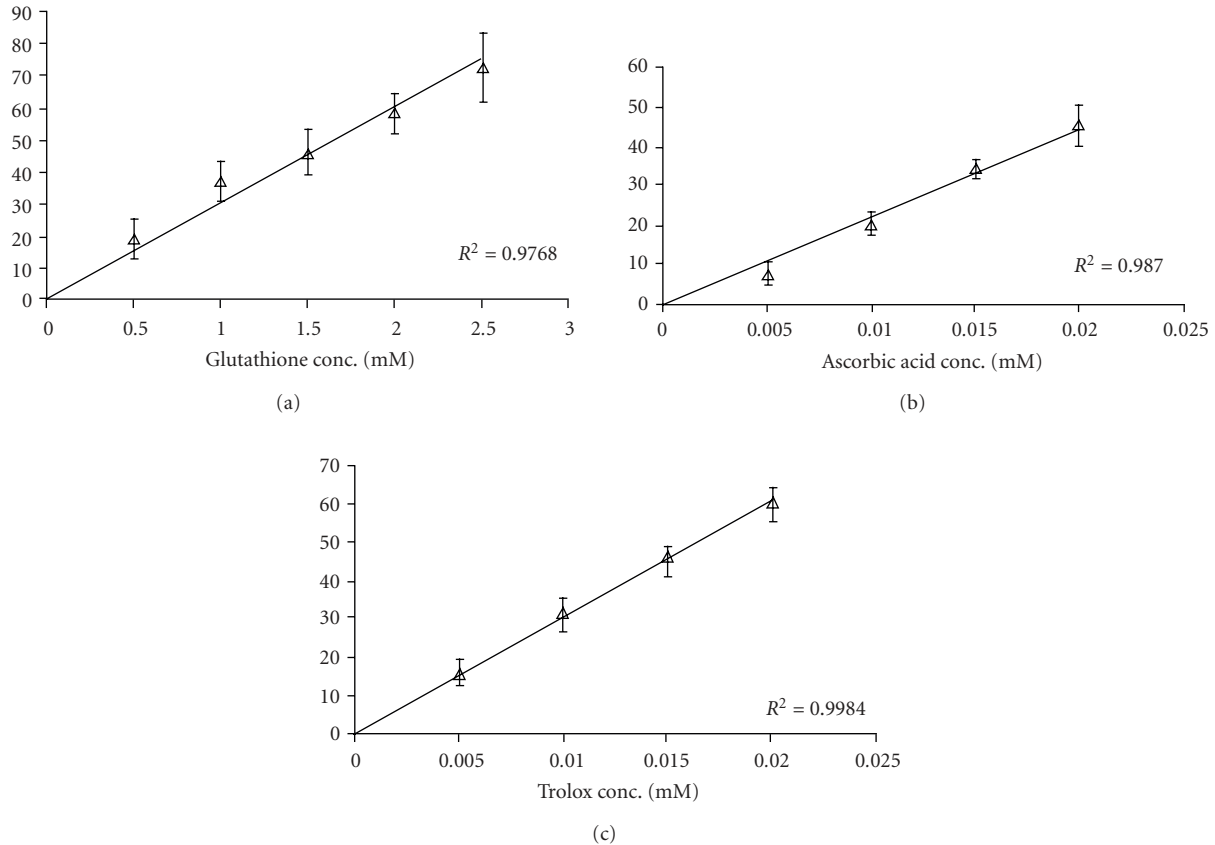 90
80
70
60
50
40
30
20
10
0
R² = 0.9768
0 0.5 1 1.5 2 2.5 3
Glutathione conc. (mM)
(a)
60
50
40
30
20
10
0
R² = 0.987
0 0.005 0.01 0.015 0.02 0.025
Ascorbic acid conc. (mM)
(b)
70
60
50
40
30
20
10
0
R² = 0.9984
0 0.005 0.01 0.015 0.02 0.025
Trolox conc. (mM)
(c)